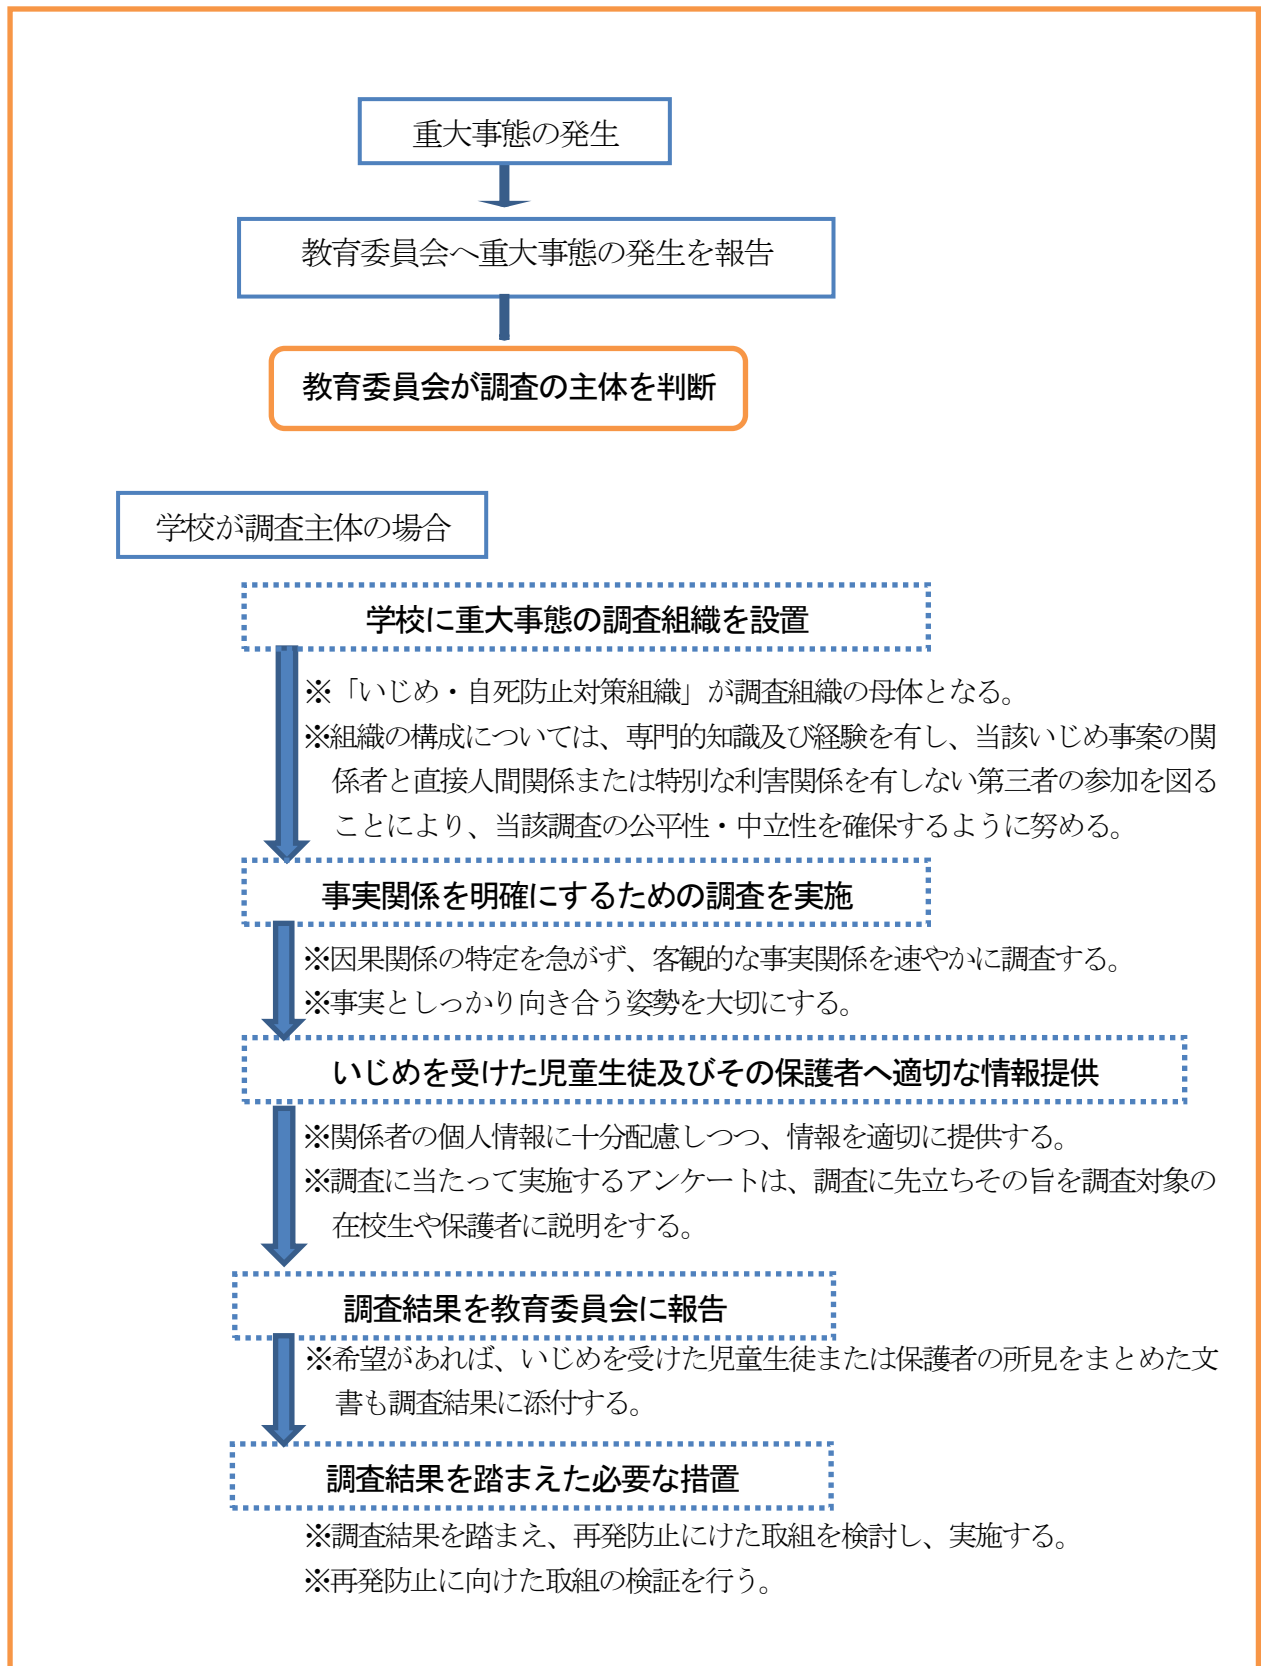 重大事態の発生
教育委員会へ重大事態の発生を報告
教育委員会が調査の主体を判断
学校が調査主体の場合
学校に重大事態の調査組織を設置
※「いじめ・自死防止対策組織」が調査組織の母体となる。
※組織の構成については、専門的知識及び経験を有し、当該いじめ事案の関
係者と直接人間関係または特別な利害関係を有しない第三者の参加を図る
ことにより、当該調査の公平性・中立性を確保するように努める。
事実関係を明確にするための調査を実施
※因果関係の特定を急がず、客観的な事実関係を速やかに調査する。
※事実としっかり向き合う姿勢を大切にする。
いじめを受けた児童生徒及びその保護者へ適切な情報提供
※関係者の個人情報に十分配慮しつつ、情報を適切に提供する。
※調査に当たって実施するアンケートは、調査に先立ちその旨を調査対象の
在校生や保護者に説明をする。
調査結果を教育委員会に報告
※希望があれば、いじめを受けた児童生徒または保護者の所見をまとめた文
書も調査結果に添付する。
調査結果を踏まえた必要な措置
※調査結果を踏まえ、再発防止にけた取組を検討し、実施する。
※再発防止に向けた取組の検証を行う。